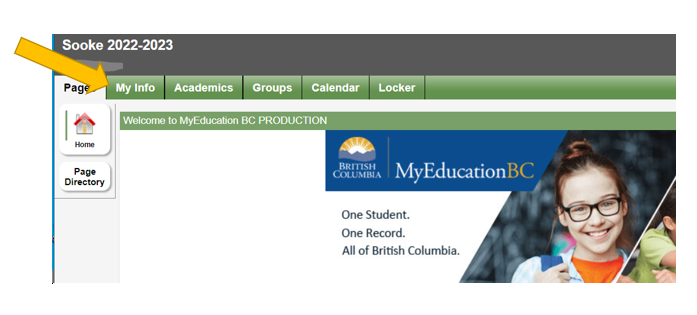 Sooke 2022-2023
Pages My Info Academics Groups Calendar Locker
Welcome to MyEducation BC PRODUCTION
Home
Page
Directory
BRITISH
COLUMBIA
MyEducationBC
One Student.
One Record.
All of British Columbia.